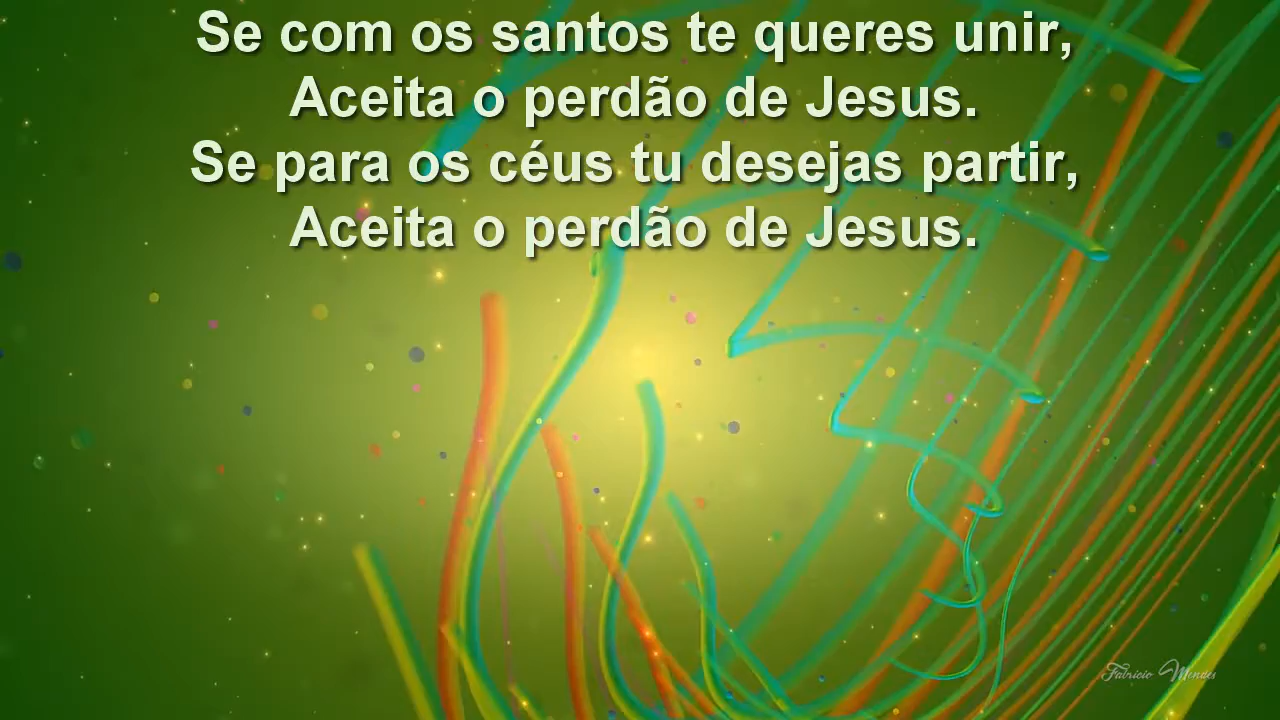 Se com os santos te queres unir,
Aceita o perdão de Jesus.
Se para os céus tu desejas partir,
Aceita o perdão de Jesus.
Fabricio Mendes